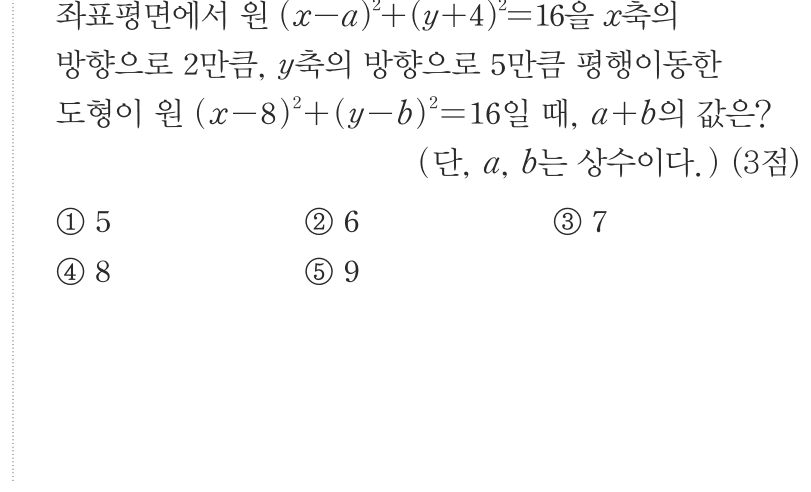 좌표평면에서 원 (x-a)²+(y+4)²=16을 x축의
방향으로 2만큼, y축의 방향으로 5만큼 평행이동한
도형이 원 (x-8)²+(y-b)²=16일 때, a+b의 값은?
(단, a, b는 상수이다.) (3점)
① 5 ② 6 ③ 7
④ 8 ⑤ 9